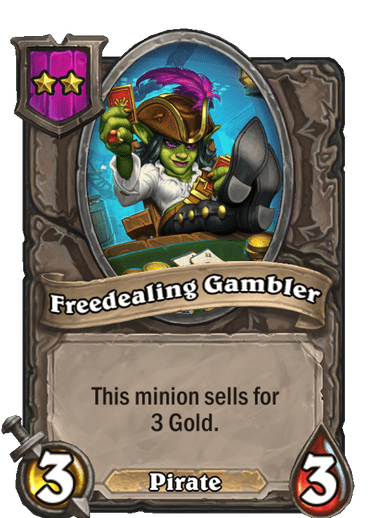 Freedealing Gambler
This minion sells for
3 Gold.
3
Pirate
3